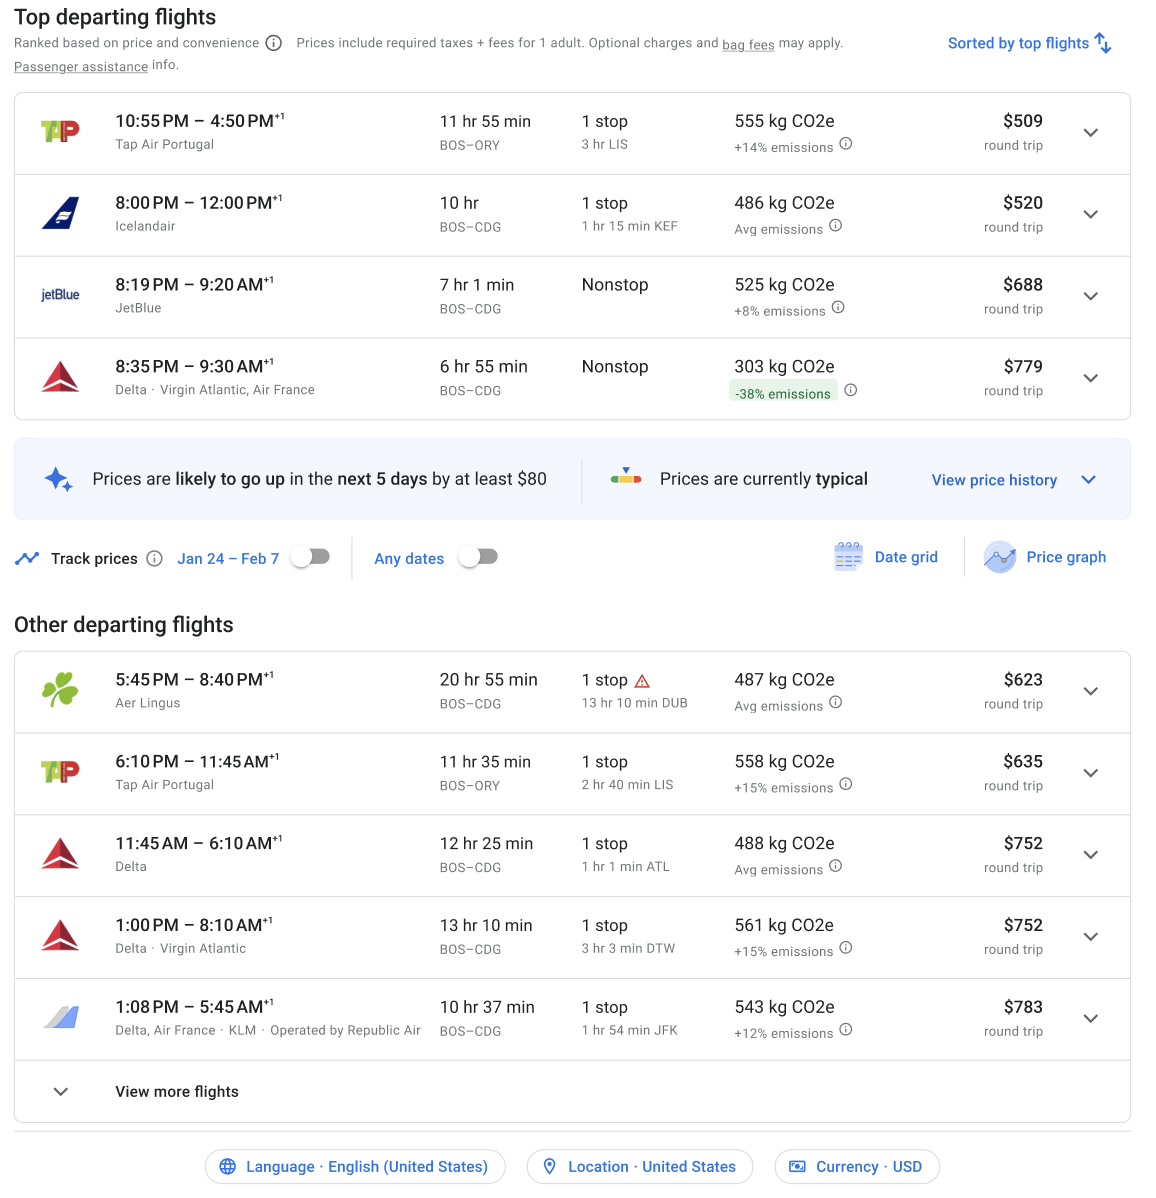 Top departing flights
Ranked based on price and convenience Prices include required taxes + fees for 1 adult. Optional charges and bag fees may apply.
Passenger assistance info.
Sorted by top flights
TAP
10:55 PM – 4:50 PM+1
Tap Air Portugal
11 hr 55 min
BOS–ORY
1 stop
3 hr LIS
555 kg CO2e
+14% emissions
$509
round trip
8:00 PM – 12:00 PM+1
Icelandair
10 hr
BOS–CDG
1 stop
1 hr 15 min KEF
486 kg CO2e
Avg emissions
$520
round trip
jetBlue
8:19 PM – 9:20 AM+1
JetBlue
7 hr 1 min
BOS–CDG
Nonstop
525 kg CO2e
+8% emissions
$688
round trip
8:35 PM – 9:30 AM+1
Delta · Virgin Atlantic, Air France
6 hr 55 min
BOS–CDG
Nonstop
303 kg CO2e
-38% emissions
$779
round trip
Prices are likely to go up in the next 5 days by at least $80
Prices are currently typical
View price history
Track prices Jan 24 – Feb 7
Any dates
Date grid
Price graph
Other departing flights
5:45 PM – 8:40 PM+1
Aer Lingus
20 hr 55 min
BOS–CDG
1 stop
13 hr 10 min DUB
487 kg CO2e
Avg emissions
$623
round trip
TAP
6:10 PM – 11:45 AM+1
Tap Air Portugal
11 hr 35 min
BOS–ORY
1 stop
2 hr 40 min LIS
558 kg CO2e
+15% emissions
$635
round trip
11:45 AM – 6:10 AM+1
Delta
12 hr 25 min
BOS–CDG
1 stop
1 hr 1 min ATL
488 kg CO2e
Avg emissions
$752
round trip
1:00 PM – 8:10 AM+1
Delta · Virgin Atlantic
13 hr 10 min
BOS–CDG
1 stop
3 hr 3 min DTW
561 kg CO2e
+15% emissions
$752
round trip
1:08 PM – 5:45 AM+1
Delta, Air France · KLM · Operated by Republic Air
10 hr 37 min
BOS–CDG
1 stop
1 hr 54 min JFK
543 kg CO2e
+12% emissions
$783
round trip
View more flights
Language · English (United States)
Location · United States
Currency · USD